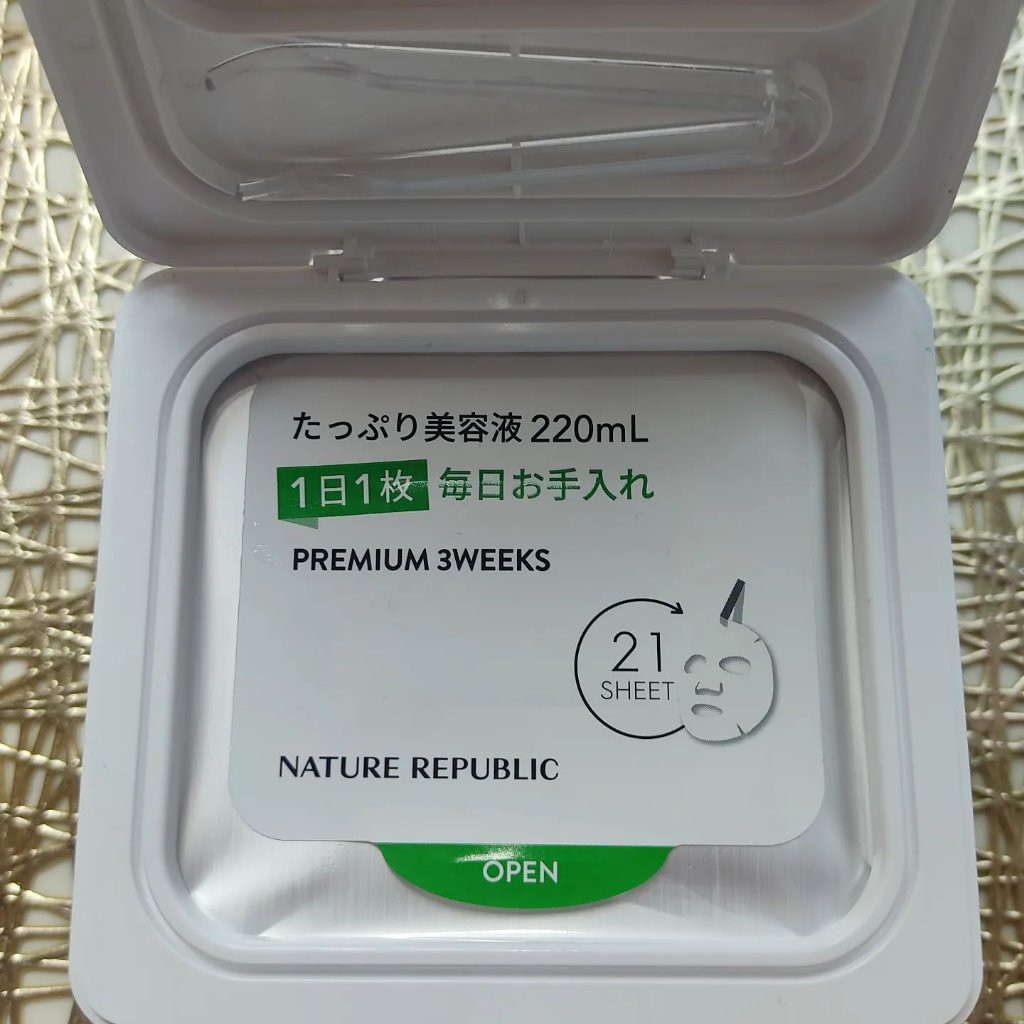 たっぷり美容液 220mL
1日1枚 毎日お手入れ
PREMIUM 3WEEKS
21
SHEET
NATURE REPUBLIC
OPEN